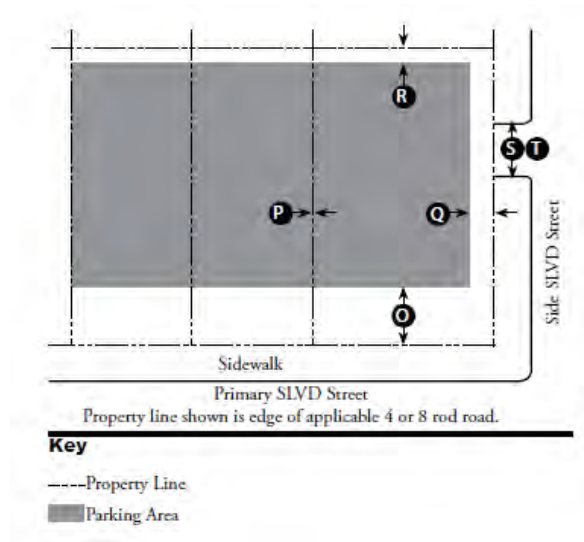 R
S T
P
Q
Side SLVD Street
O
Sidewalk
Primary SLVD Street
Property line shown is edge of applicable 4 or 8 rod road.
Key
Property Line
Parking Area